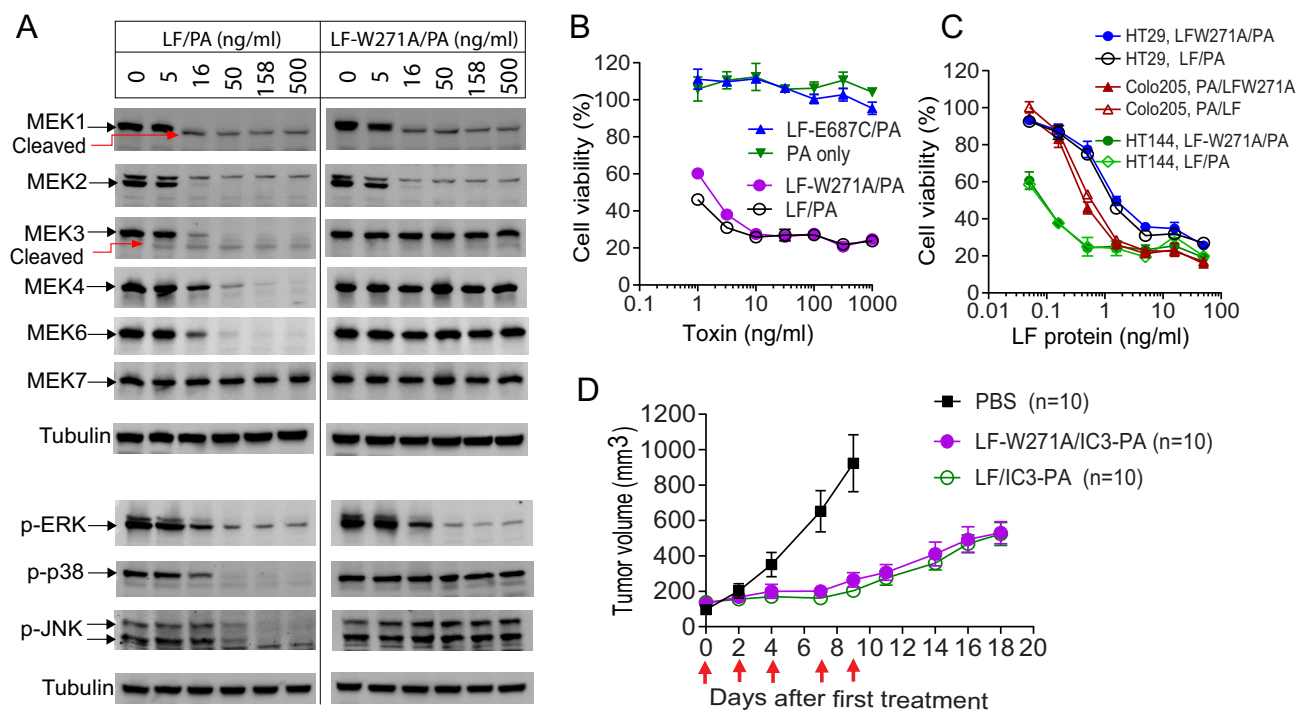 A
LF/PA (ng/ml)
LF-W271A/PA (ng/ml)
0 5 16 50 158 500
0 5 16 50 158 500
MEK1
Cleaved
MEK2
MEK3
Cleaved
MEK4
MEK6
MEK7
Tubulin
p-ERK
p-p38
p-JNK
Tubulin
B
Cell viability (%)
120
100
80
60
40
20
0
LF-E687C/PA
PA only
LF-W271A/PA
LF/PA
1 10 100 1000
Toxin (ng/ml)
C
HT29, LFW271A/PA
HT29, LF/PA
Colo205, PA/LFW271A
Colo205, PA/LF
HT144, LF-W271A/PA
HT144, LF/PA
Cell viability (%)
120
100
80
60
40
20
0
0.01 0.1 1 10 100
LF protein (ng/ml)
D
PBS (n=10)
LF-W271A/IC3-PA (n=10)
LF/IC3-PA (n=10)
Tumor volume (mm3)
1200
1000
800
600
400
200
0
0 2 4 6 8 10 12 14 16 18 20
Days after first treatment